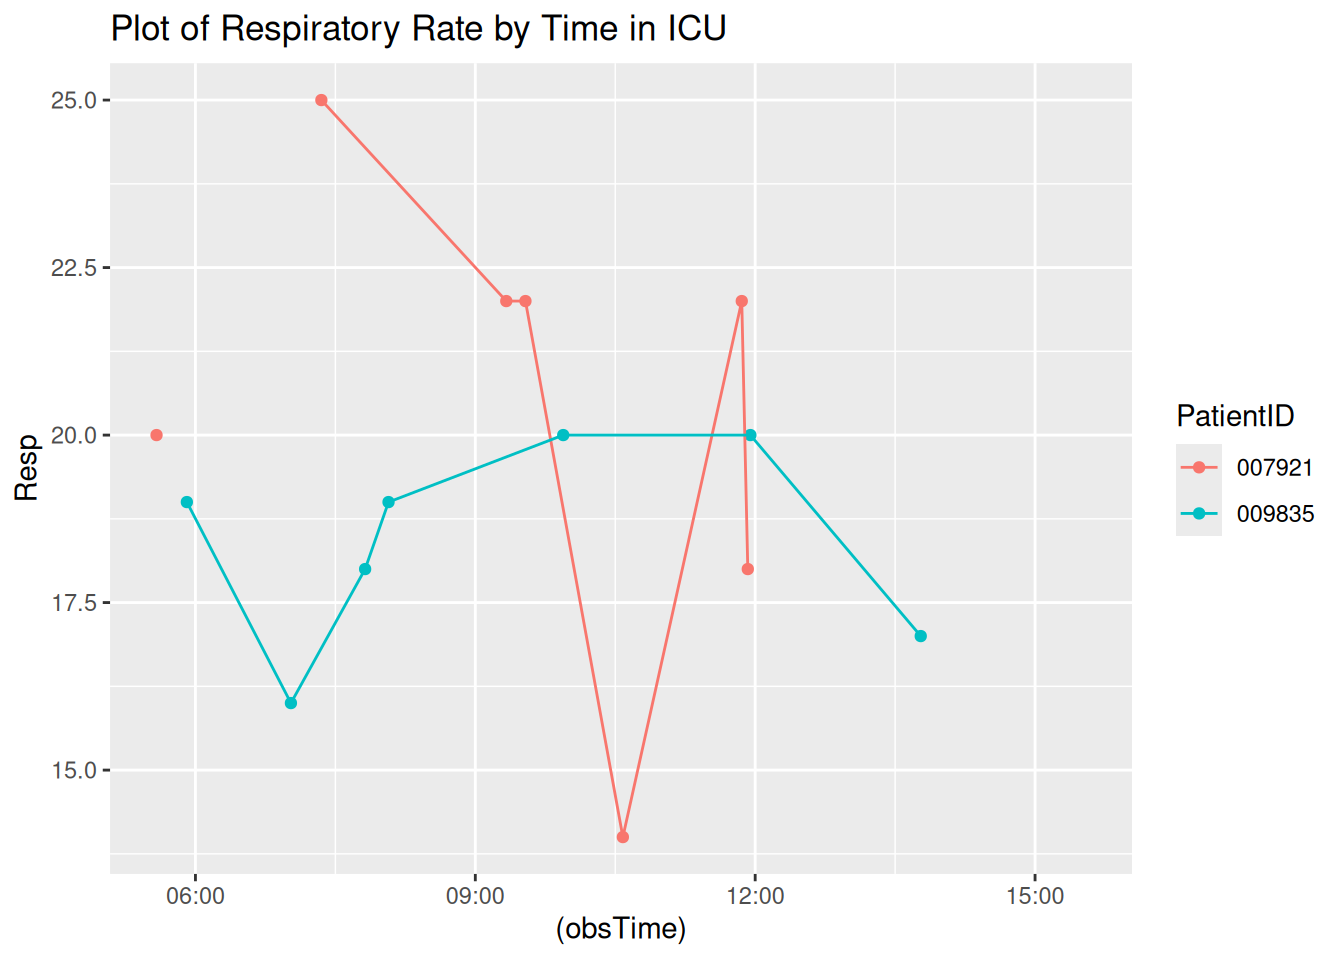 Plot of Respiratory Rate by Time in ICU
25.0
22.5
20.0
17.5
15.0
Resp
06:00
09:00
12:00
15:00
(obsTime)
PatientID
007921
009835